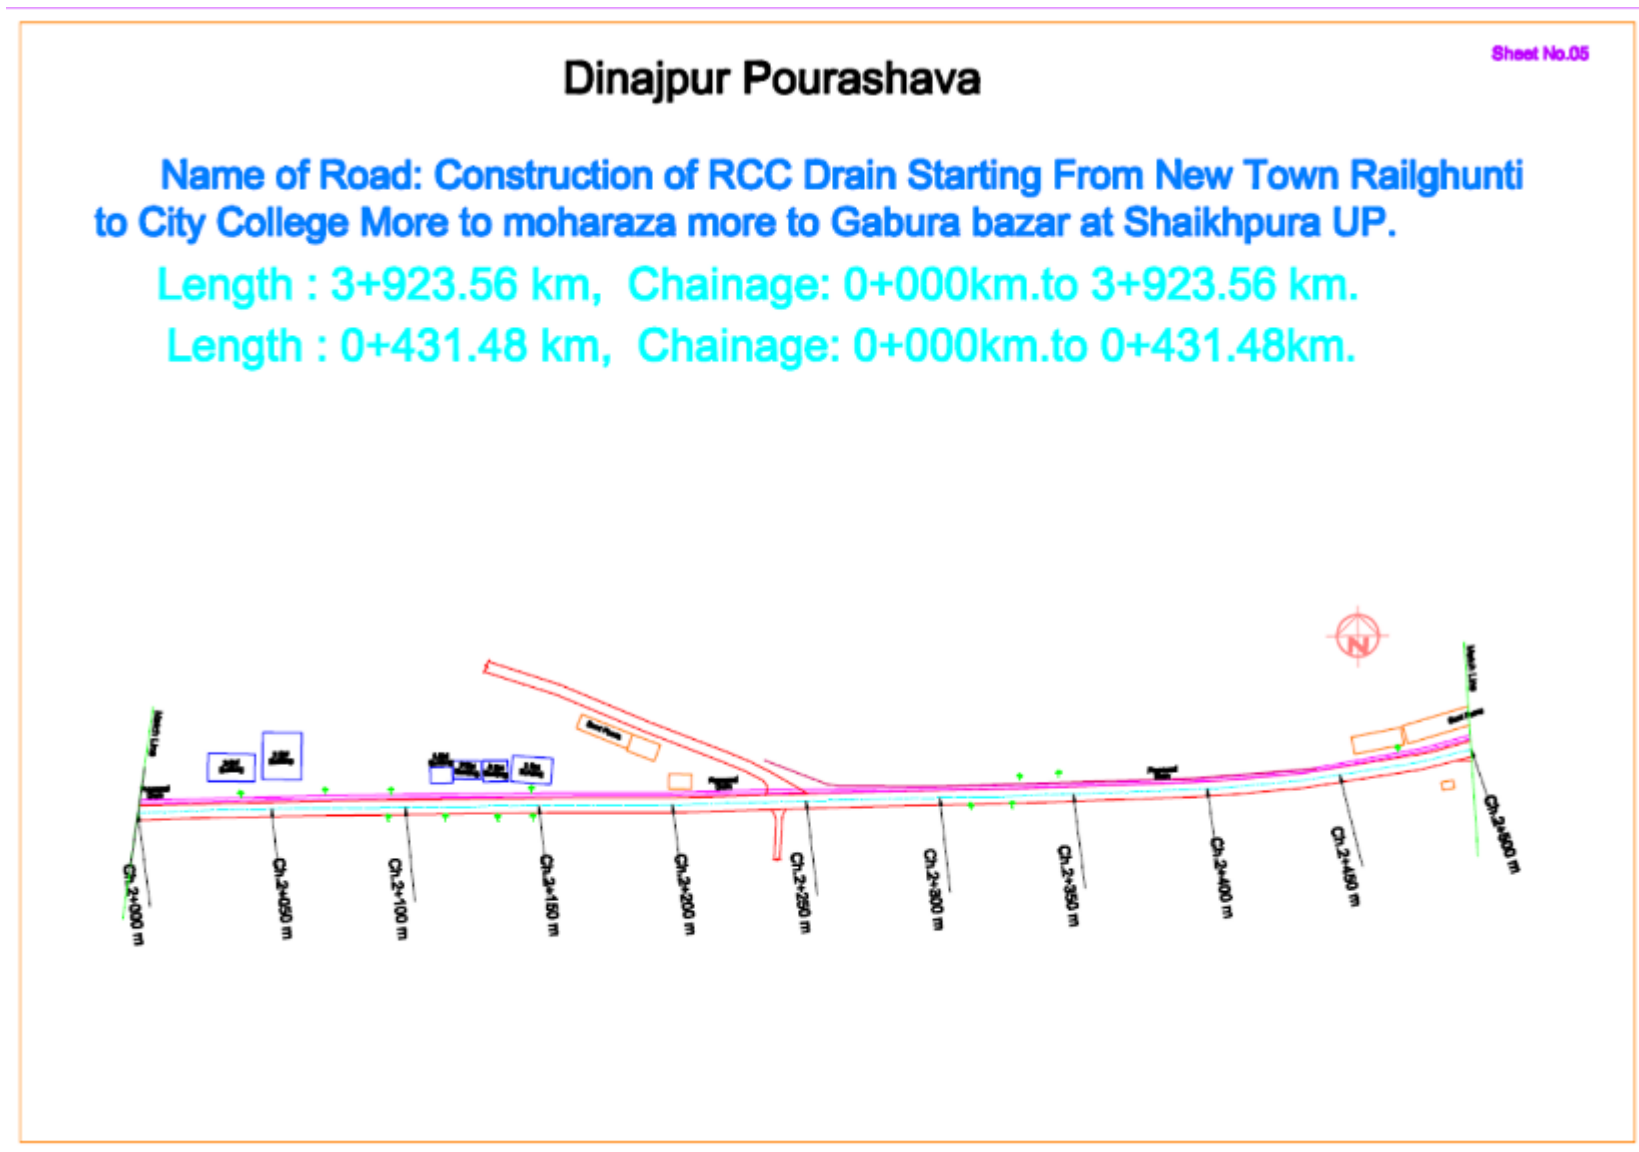 Sheet No.05
Dinajpur Pourashava
Name of Road: Construction of RCC Drain Starting From New Town Railghunti
to City College More to moharaza more to Gabura bazar at Shaikhpura UP.
Length : 3+923.56 km, Chainage: 0+000km.to 3+923.56 km.
Length : 0+431.48 km, Chainage: 0+000km.to 0+431.48km.
N
Match Line
Match Line
Ch.2+000 m
Ch.2+050 m
Ch.2+100 m
Ch.2+150 m
Ch.2+200 m
Ch.2+250 m
Ch.2+300 m
Ch.2+350 m
Ch.2+400 m
Ch.2+450 m
Ch.2+500 m